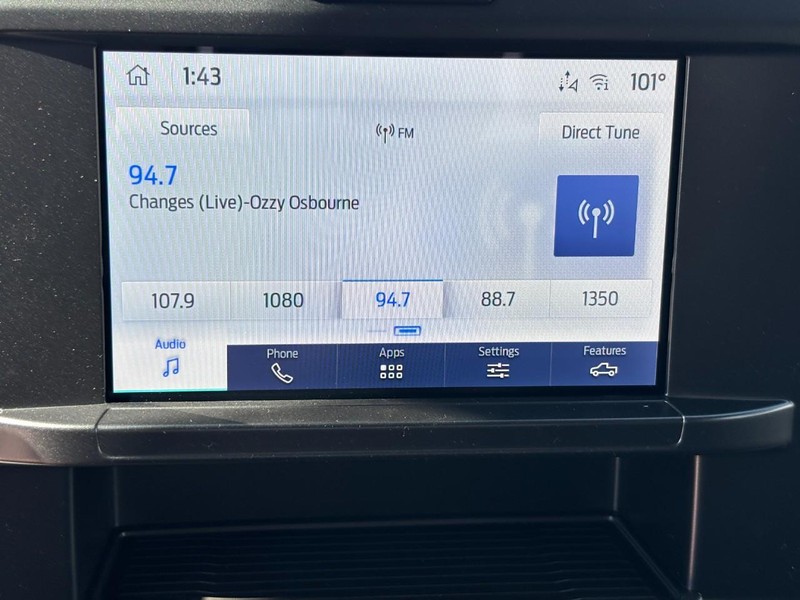 1:43 101°
Sources FM Direct Tune
94.7
Changes (Live)-Ozzy Osbourne
107.9 1080 94.7 88.7 1350
Audio Phone Apps Settings Features